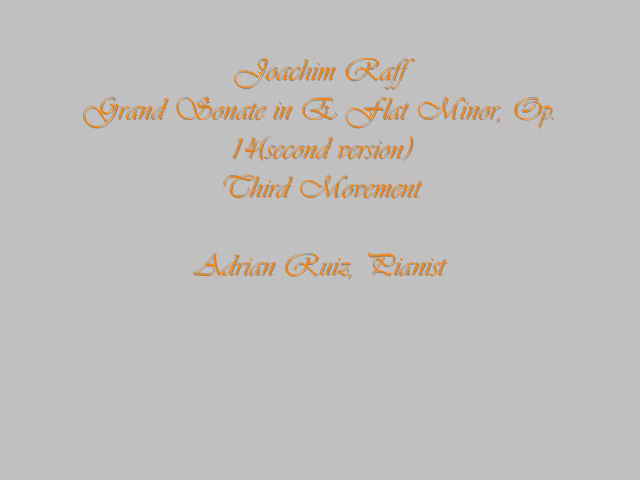 Joachim Raff
Grand Sonate in E Flat Minor, Op.
14(second version)
Third Movement
Adrian Ruiz, Pianist